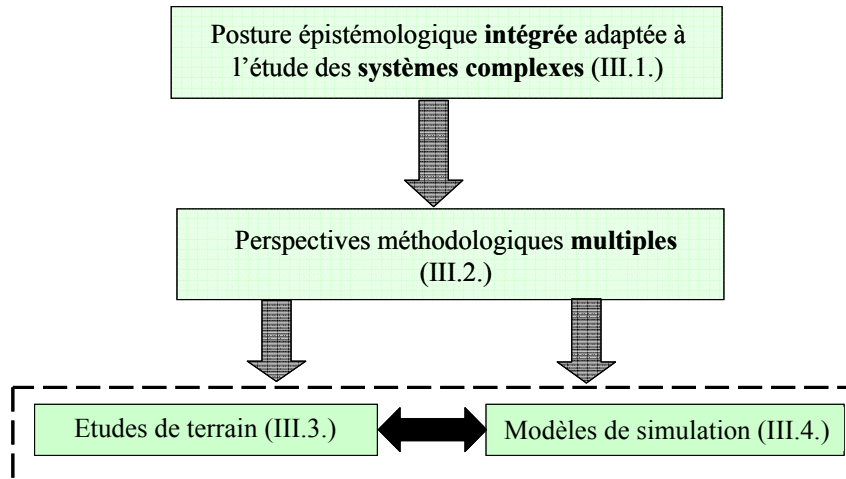 Posture épistémologique intégrée adaptée à
l'étude des systèmes complexes (III.1.)
Perspectives méthodologiques multiples
(III.2.)
Etudes de terrain (III.3.)
Modèles de simulation (III.4.)